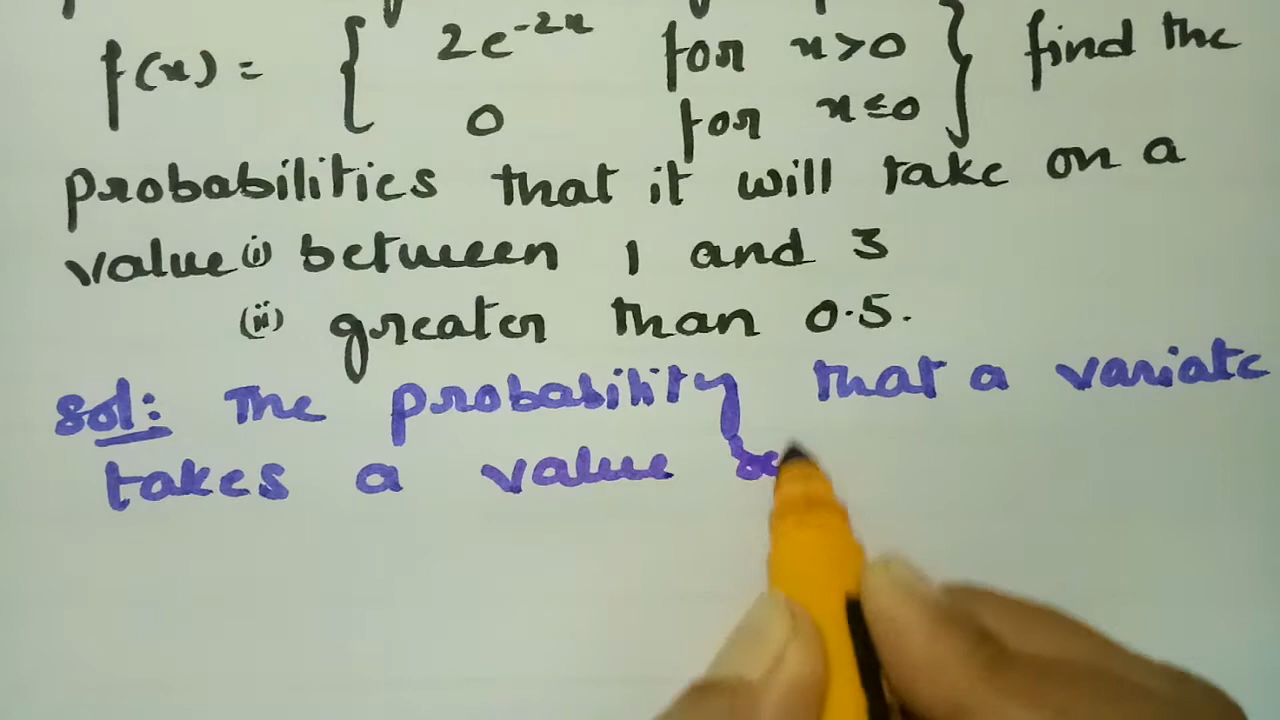 f(x) = { 2e^-2x for x>0 } find the
0 for x≤0
probabilities that it will take on a
value (i) between 1 and 3
(ii) greater than 0.5.
Sol: The probability that a variate
takes a value